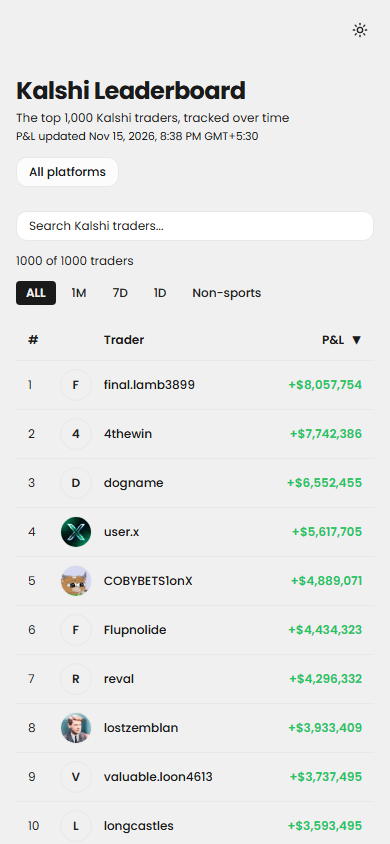 Kalshi Leaderboard
The top 1,000 Kalshi traders, tracked over time
P&L updated Nov 15, 2026, 8:38 PM GMT+5:30
All platforms
Search Kalshi traders...
1000 of 1000 traders
ALL 1M 7D 1D Non-sports
# Trader P&L ▼
1 F final.lamb3899 +$8,057,754
2 4 4thewin +$7,742,386
3 D dogname +$6,552,455
4 user.x +$5,617,705
5 COBYBETS1onX +$4,889,071
6 F Flupnolide +$4,434,323
7 R reval +$4,296,332
8 lostzemblan +$3,933,409
9 V valuable.loon4613 +$3,737,495
10 L longcastles +$3,593,495